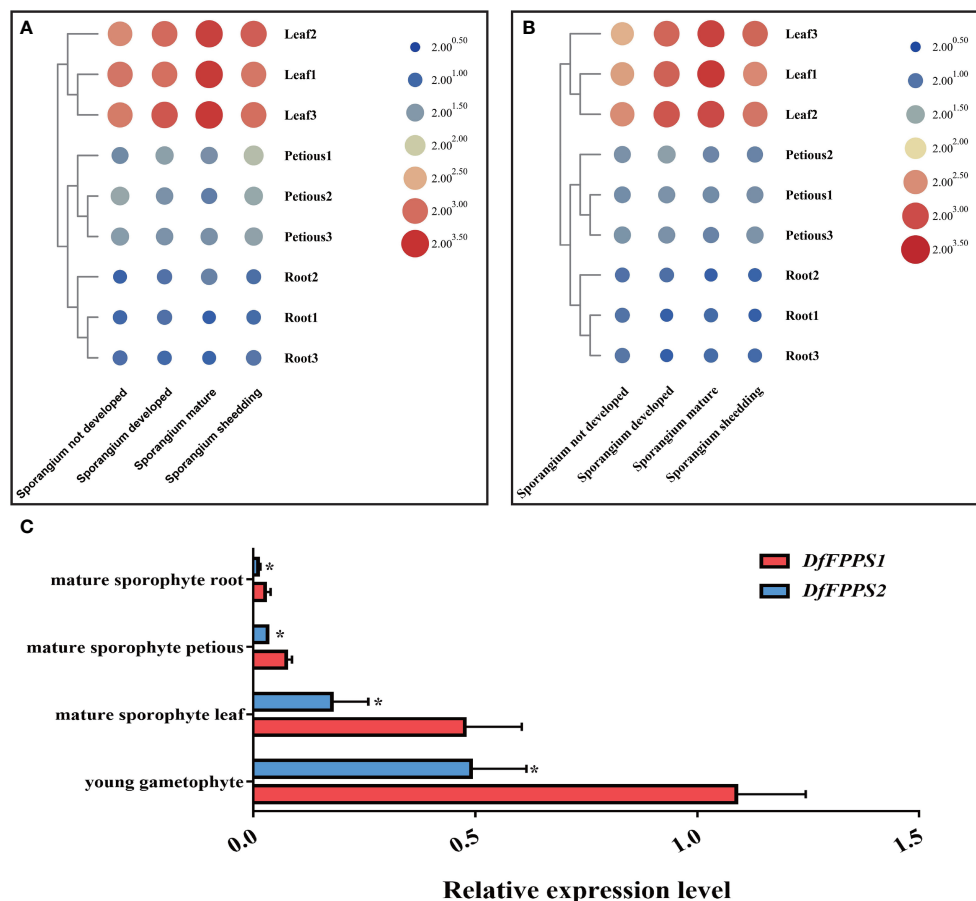 A
Leaf2
Leaf1
Leaf3
Petious1
Petious2
Petious3
Root2
Root1
Root3
Sporangium not developed
Sporangium developed
Sporangium mature
Sporangium sheedding
2.00^0.50
2.00^1.00
2.00^1.50
2.00^2.00
2.00^2.50
2.00^3.00
2.00^3.50
B
Leaf3
Leaf1
Leaf2
Petious2
Petious1
Petious3
Root2
Root1
Root3
Sporangium not developed
Sporangium developed
Sporangium mature
Sporangium sheedding
2.00^0.50
2.00^1.00
2.00^1.50
2.00^2.00
2.00^2.50
2.00^3.00
2.00^3.50
C
mature sporophyte root
*
mature sporophyte petious
*
mature sporophyte leaf
*
young gametophyte
*
DfFPPS1
DfFPPS2
0.0
0.5
1.0
1.5
Relative expression level